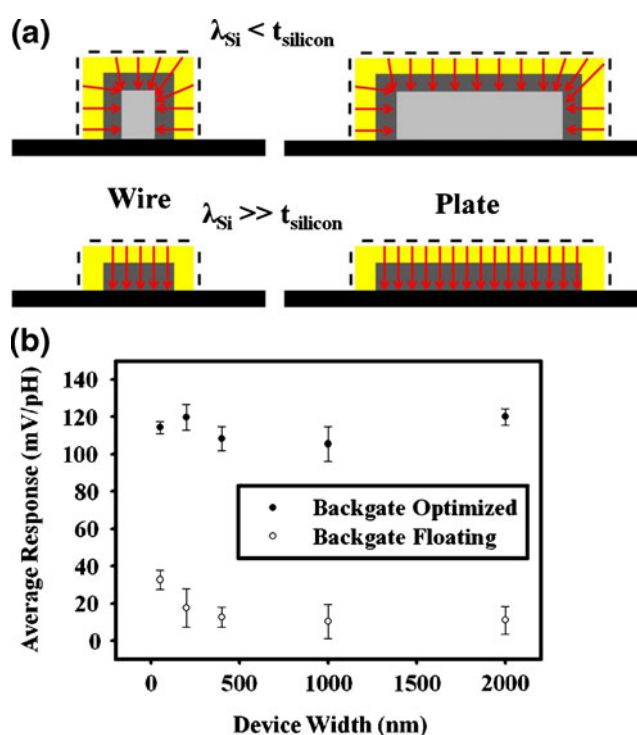 (a)
λSi < tsilicon
Wire
λSi >> tsilicon
Plate
(b)
Average Response (mV/pH)
140
120
100
80
60
40
20
0
Backgate Optimized
Backgate Floating
0 500 1000 1500 2000
Device Width (nm)